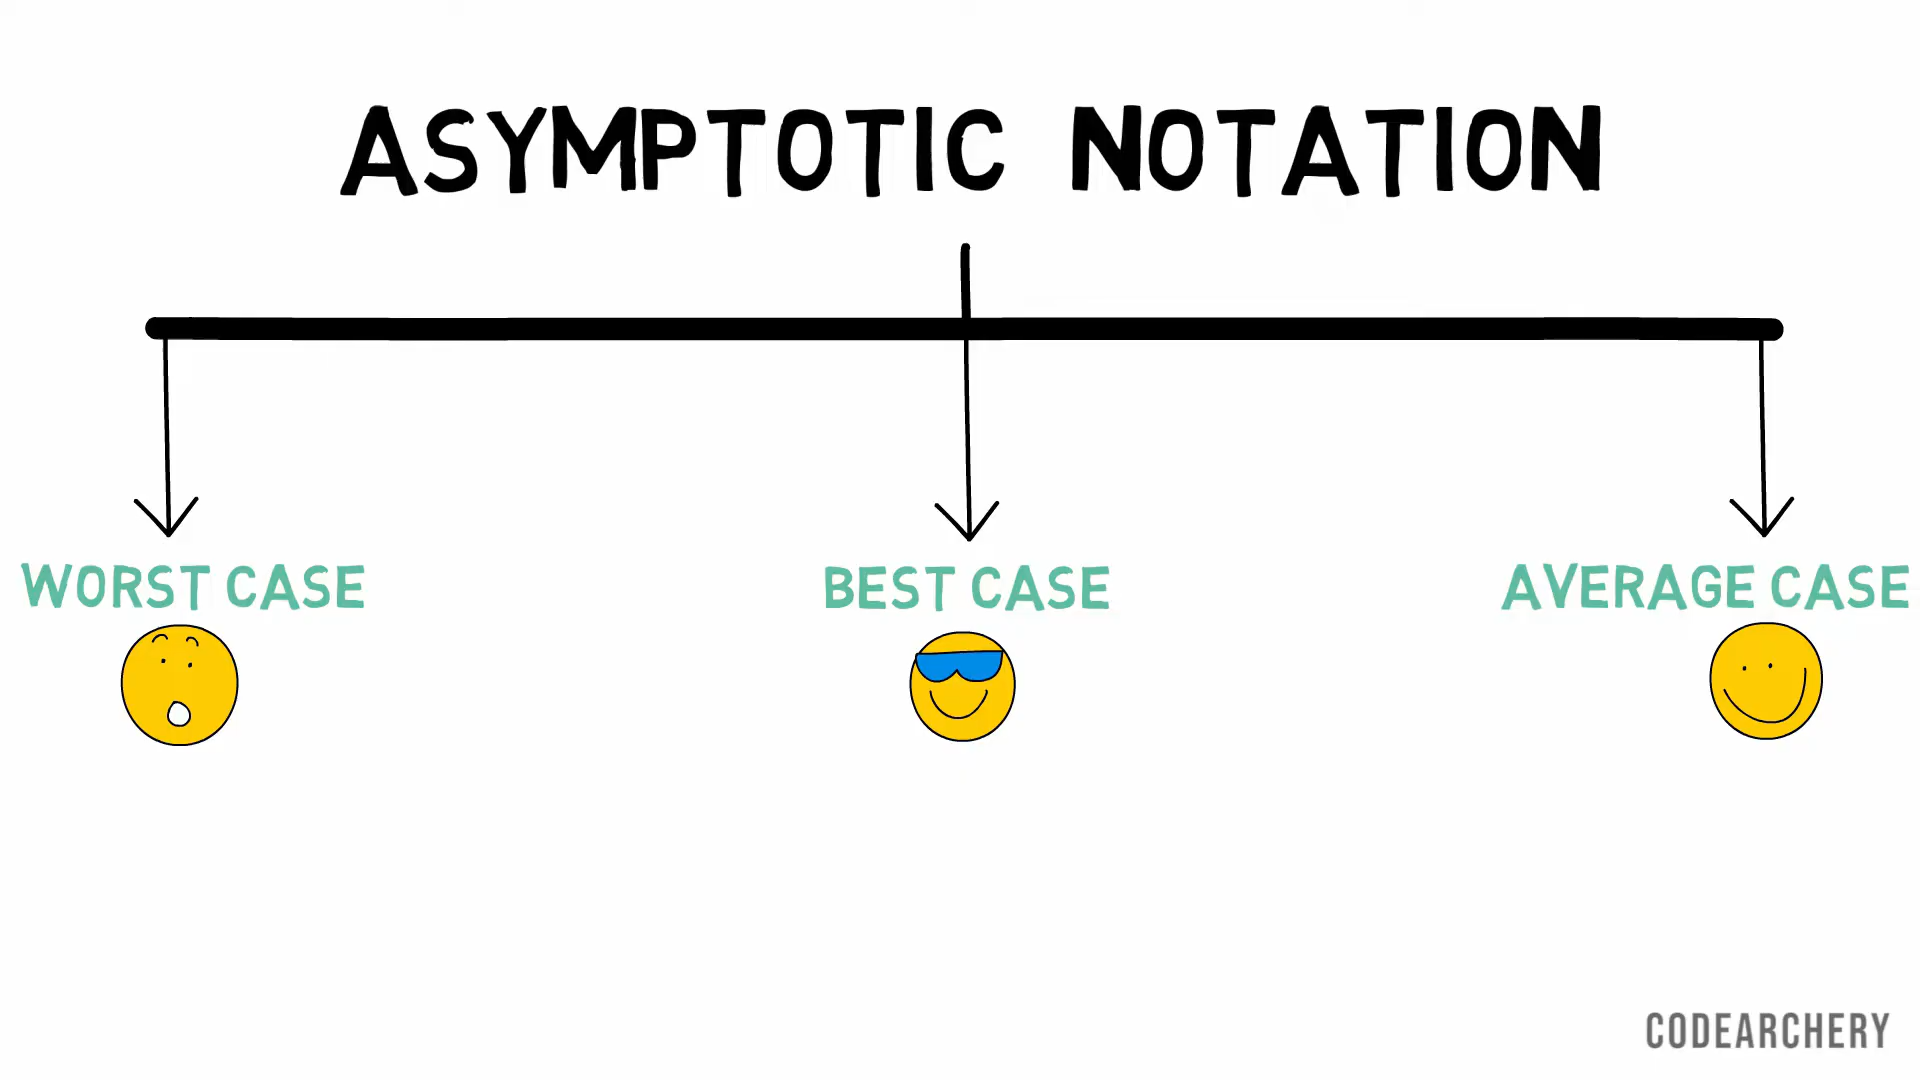 ASYMPTOTIC NOTATION
WORST CASE
BEST CASE
AVERAGE CASE
CODEARCHERY